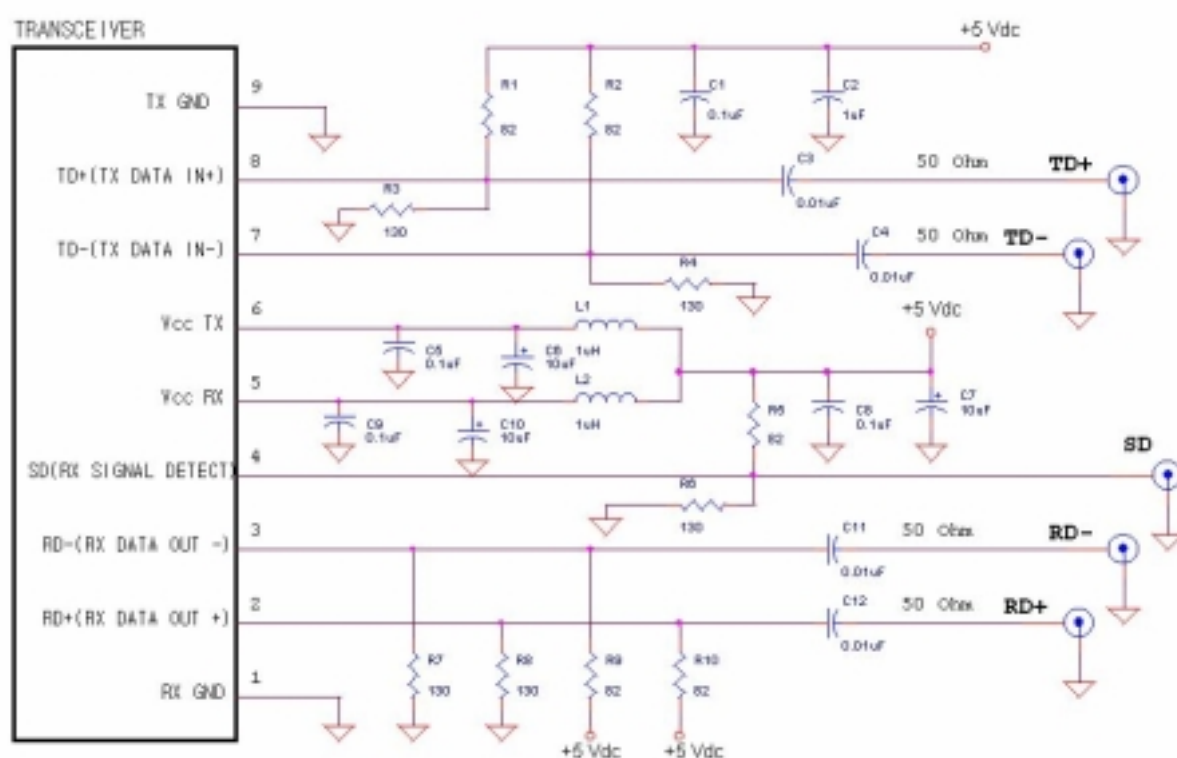 TRANSCEIVER
+5 Vdc
9
TX GND
R1
82
R2
82
C1
0.1uF
C2
1uF
8
TD+(TX DATA IN+)
R3
130
C3
0.01uF
50 Ohm
TD+
7
TD-(TX DATA IN-)
R4
130
C4
0.01uF
50 Ohm
TD-
6
Vcc TX
C5
0.1uF
C6
10uF
L1
1uH
+5 Vdc
5
Vcc RX
C9
0.1uF
C10
10uF
L2
1uH
R6
82
C8
0.1uF
C7
10uF
4
SD(RX SIGNAL DETECT)
130
SD
3
RD-(RX DATA OUT -)
C11
0.01uF
50 Ohm
RD-
2
RD+(RX DATA OUT +)
C12
0.01uF
50 Ohm
RD+
R7
130
R8
130
R9
82
R10
82
1
RX GND
+5 Vdc
+5 Vdc